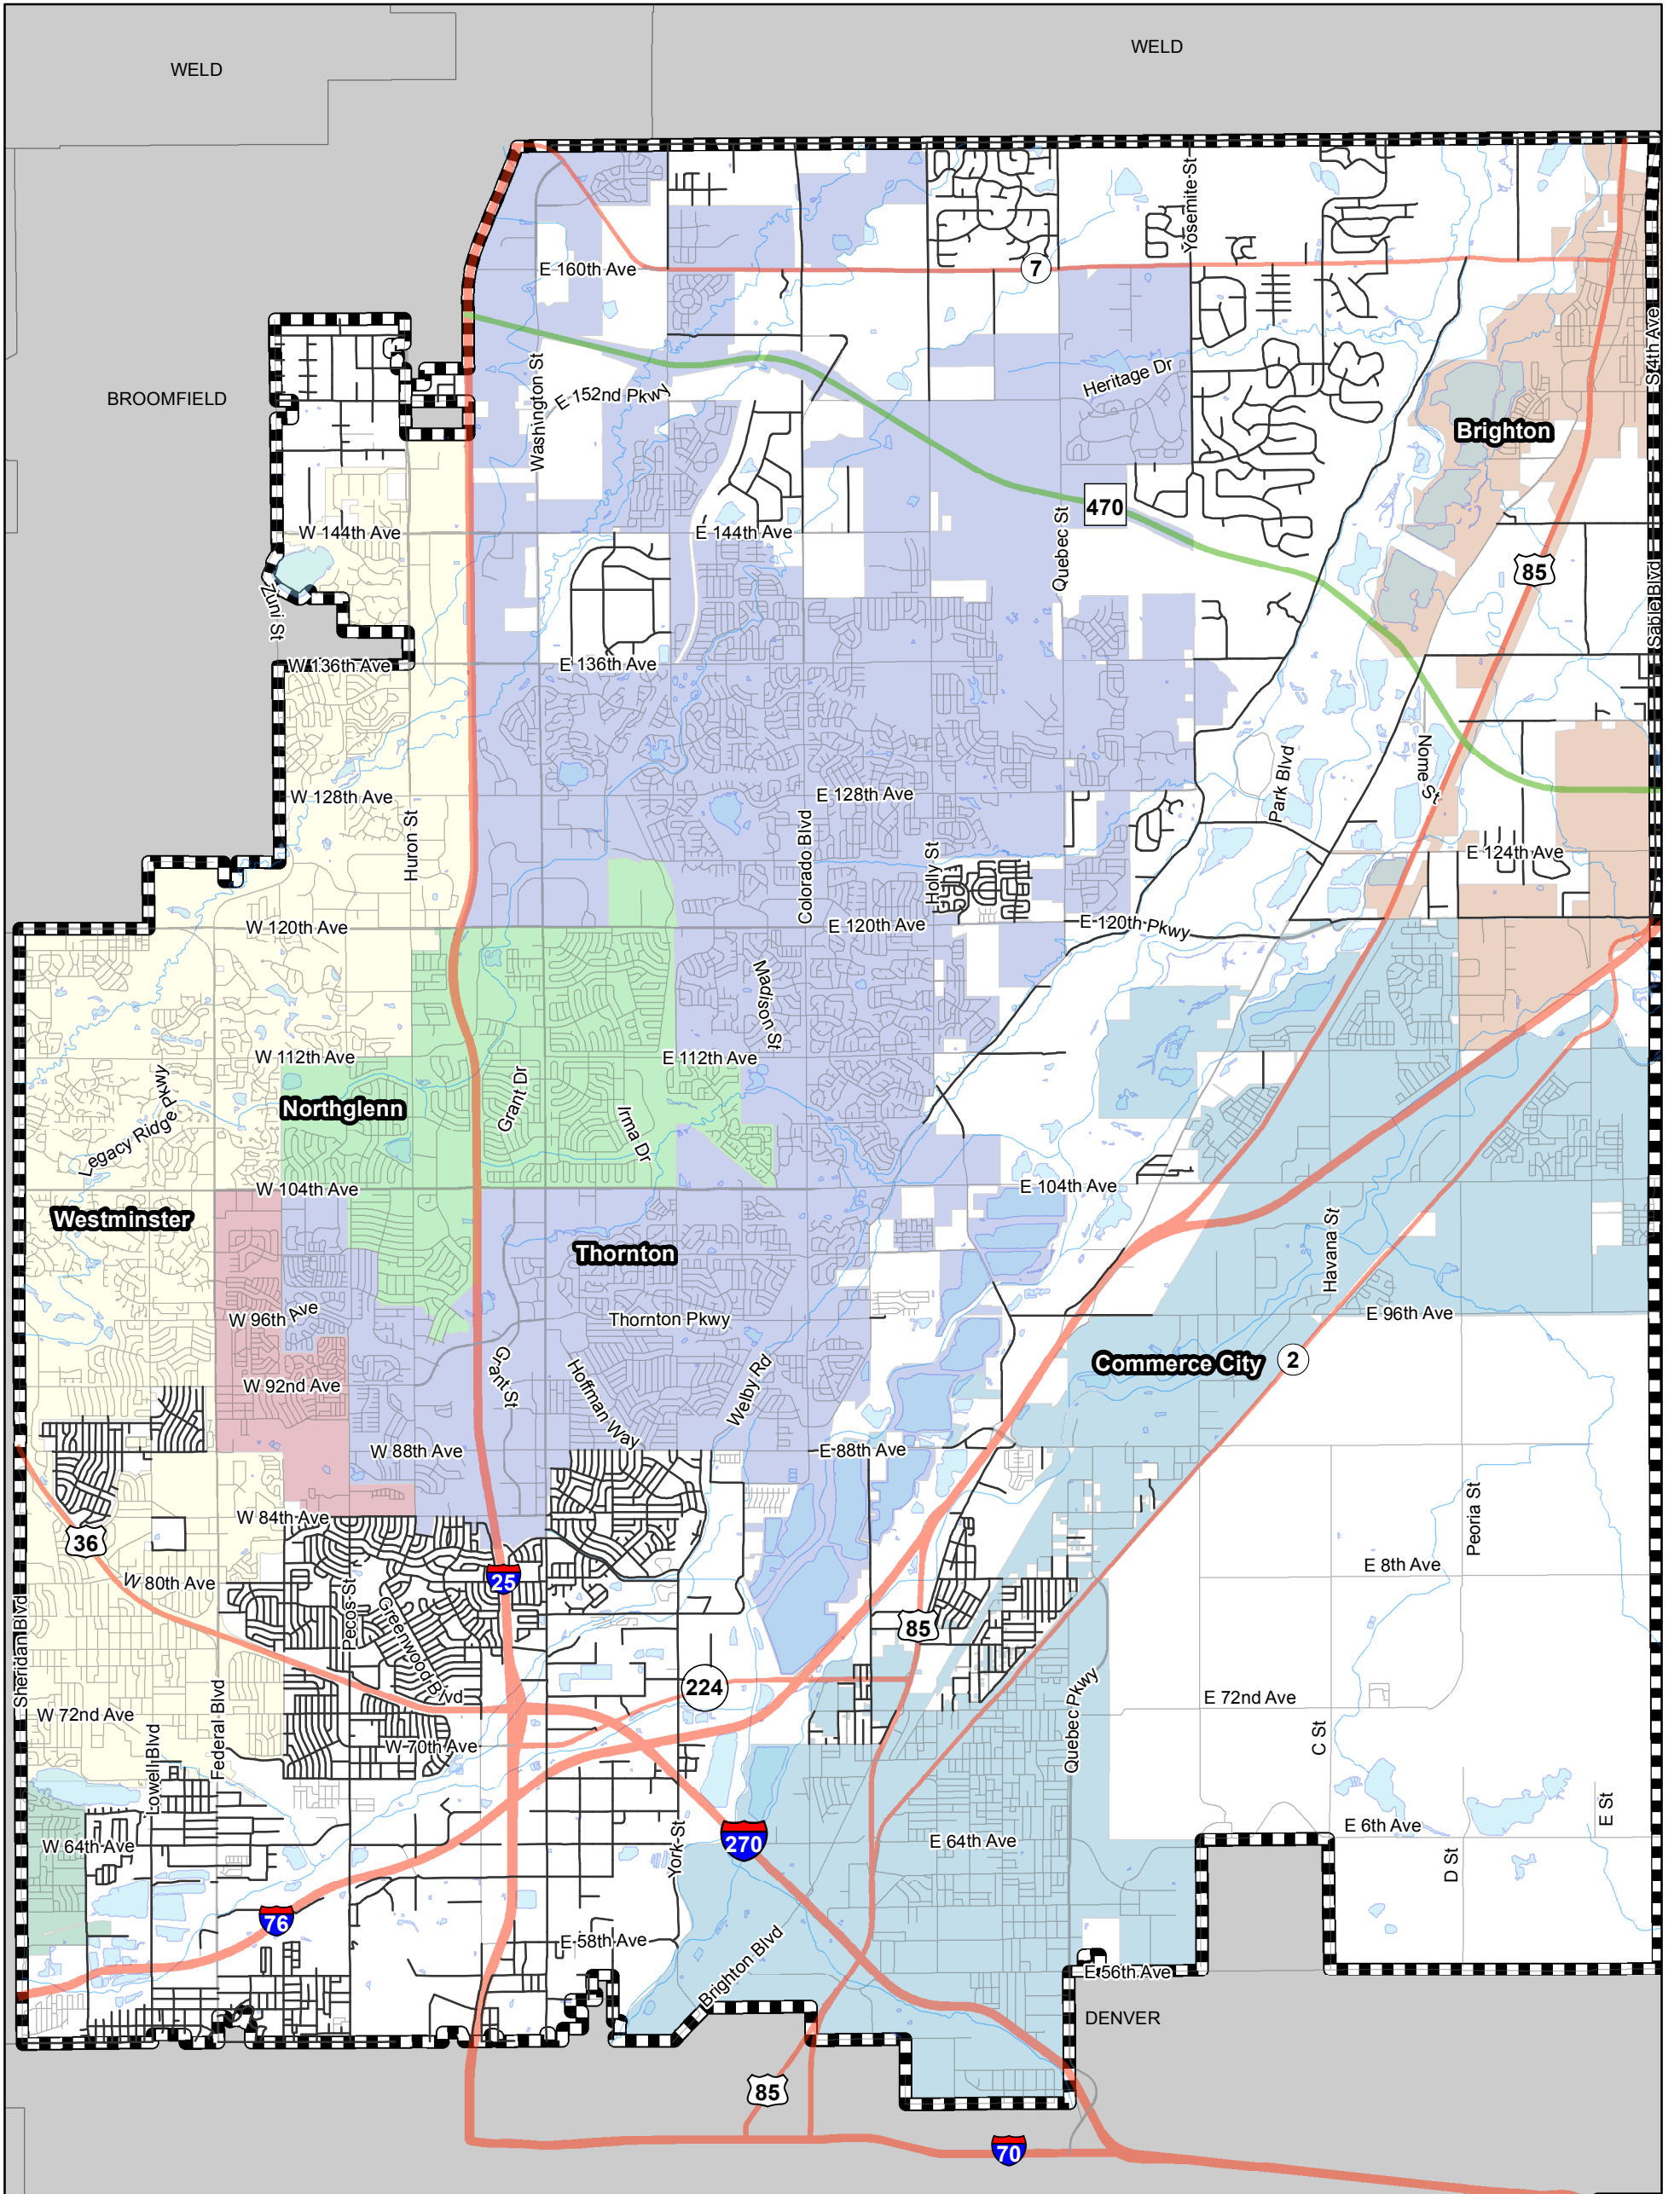 WELD
WELD
Yosemite St
E 160th Ave
7
S 4th Ave
BROOMFIELD
Washington St
E 152nd Pkwy
Heritage Dr
Brighton
470
W 144th Ave
E 144th Ave
Quebec St
85
Zuni St
Sable Blvd
W 136th Ave
E 136th Ave
Park Blvd
Nome St
W 128th Ave
E 128th Ave
Huron St
Colorado Blvd
Holly St
E 124th Ave
W 120th Ave
E 120th Ave
E 120th Pkwy
Madison St
W 112th Ave
E 112th Ave
Legacy Ridge Pkwy
Northglenn
Grant Dr
Irma Dr
W 104th Ave
E 104th Ave
Westminster
Thornton
Havana St
W 96th Ave
Thornton Pkwy
E 96th Ave
Commerce City
2
W 92nd Ave
Grant St
Hoffman Way
Welby Rd
W 88th Ave
E 88th Ave
Peoria St
W 84th Ave
36
25
W 80th Ave
E 8th Ave
Sheridan Blvd
Pecos St
Greenwood Blvd
85
224
Federal Blvd
Quebec Pkwy
E 72nd Ave
W 72nd Ave
Lowell Blvd
W 70th Ave
C St
E St
W 64th Ave
York St
270
E 64th Ave
E 6th Ave
D St
76
E 58th Ave
Brighton Blvd
E 56th Ave
DENVER
85
70